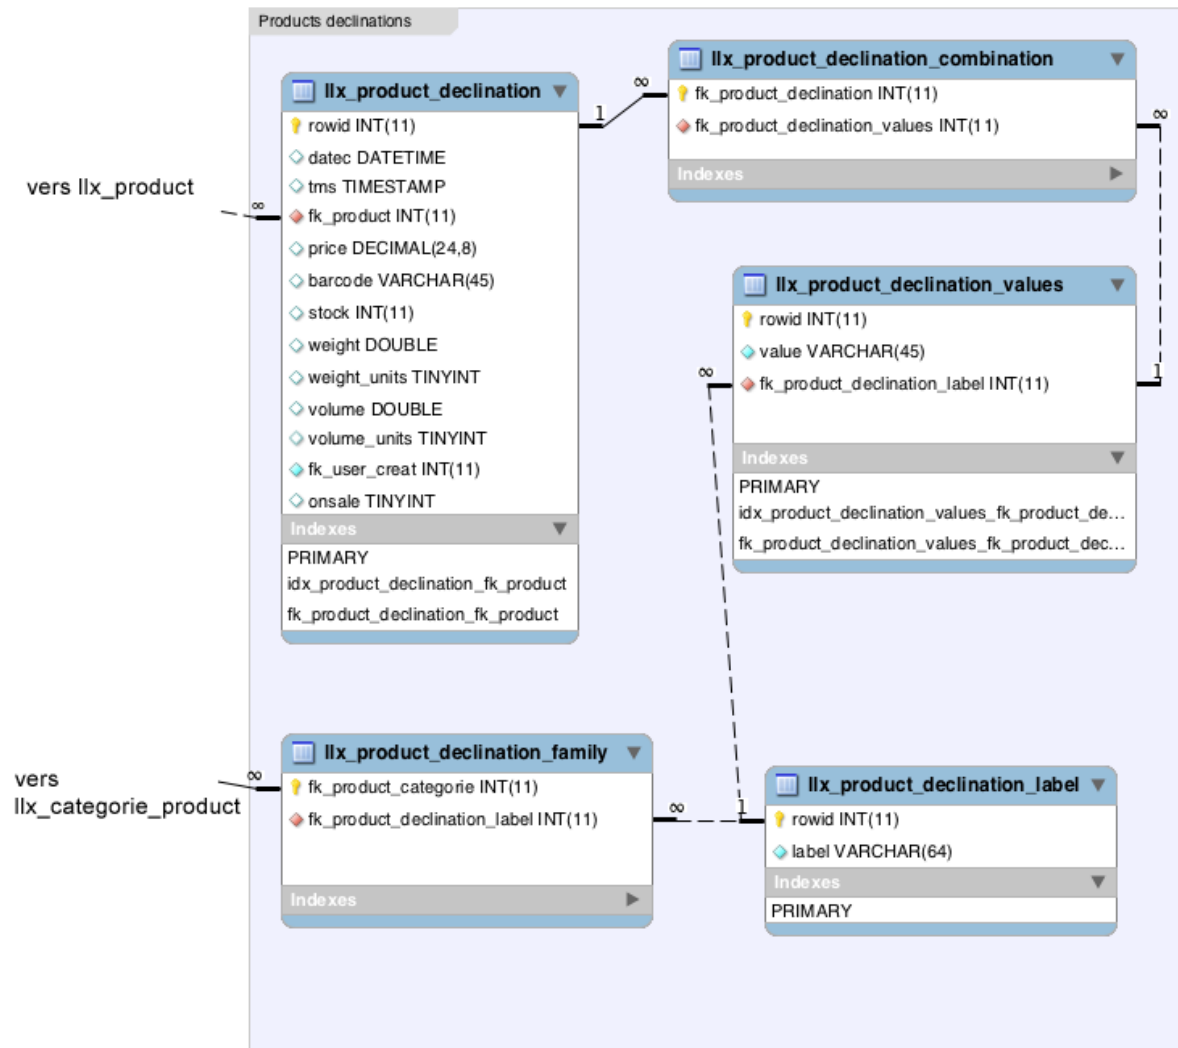 Products declinations
llx_product_declination
rowid INT(11)
datec DATETIME
tms TIMESTAMP
fk_product INT(11)
price DECIMAL(24,8)
barcode VARCHAR(45)
stock INT(11)
weight DOUBLE
weight_units TINYINT
volume DOUBLE
volume_units TINYINT
fk_user_creat INT(11)
onsale TINYINT
Indexes
PRIMARY
idx_product_declination_fk_product
fk_product_declination_fk_product
vers llx_product
∞
1
∞
llx_product_declination_combination
fk_product_declination INT(11)
fk_product_declination_values INT(11)
Indexes
∞
1
llx_product_declination_values
rowid INT(11)
value VARCHAR(45)
fk_product_declination_label INT(11)
Indexes
PRIMARY
idx_product_declination_values_fk_product_de...
fk_product_declination_values_fk_product_dec...
∞
vers
llx_categorie_product
∞
llx_product_declination_family
fk_product_categorie INT(11)
fk_product_declination_label INT(11)
Indexes
∞
1
llx_product_declination_label
rowid INT(11)
label VARCHAR(64)
Indexes
PRIMARY